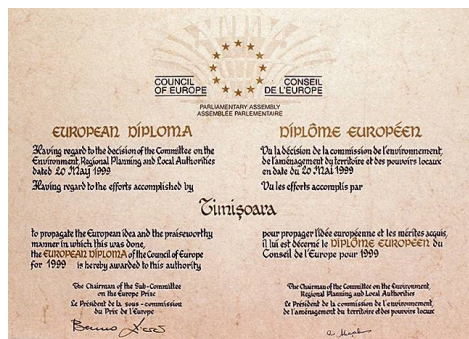 COUNCIL
OF EUROPE
CONSEIL
DE L'EUROPE
PARLIAMENTARY ASSEMBLY
ASSEMBLÉE PARLEMENTAIRE
EUROPEAN DIPLOMA
Having regard to the decision of the Committee on the
Environment, Regional Planning and Local Authorities
dated 20 May 1999
Having regard to the efforts accomplished by
DIPLÔME EUROPÉEN
Vu la décision de la commission de l'environnement,
de l'aménagement du territoire et des pouvoirs locaux
en date du 20 Mai 1999
Vu les efforts accomplis par
Timişoara
to propagate the European idea and the praiseworthy
manner in which this was done,
the EUROPEAN DIPLOMA of the Council of Europe
for 1999 is hereby awarded to this authority
pour propager l'idée européenne et les mérites acquis,
il lui est décerné le DIPLÔME EUROPÉEN du
Conseil de l'Europe pour 1999
The Chairman of the Sub-Committee
on the Europe Prize
Le Président de la sous-commission
du Prix de l'Europe
The Chairman of the Committee on the Environment,
Regional Planning and Local Authorities
Le Président de la commission de l'environnement,
de l'aménagement du territoire et des pouvoirs locaux